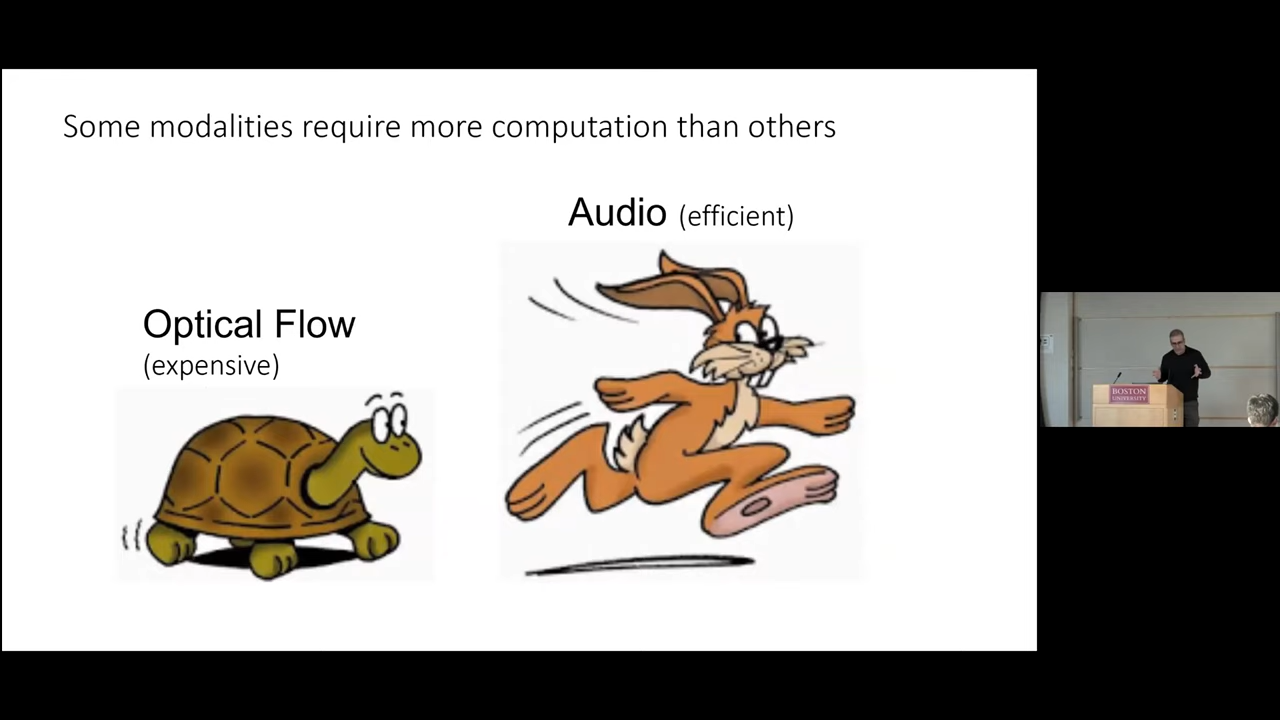 Some modalities require more computation than others
Audio (efficient)
Optical Flow
(expensive)
BOSTON
UNIVERSITY